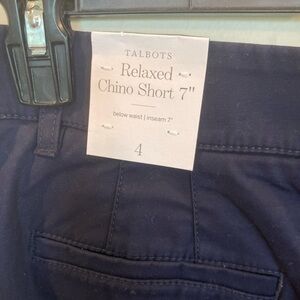 TALBOTS
Relaxed
Chino Short 7"
below waist | inseam 7"
4